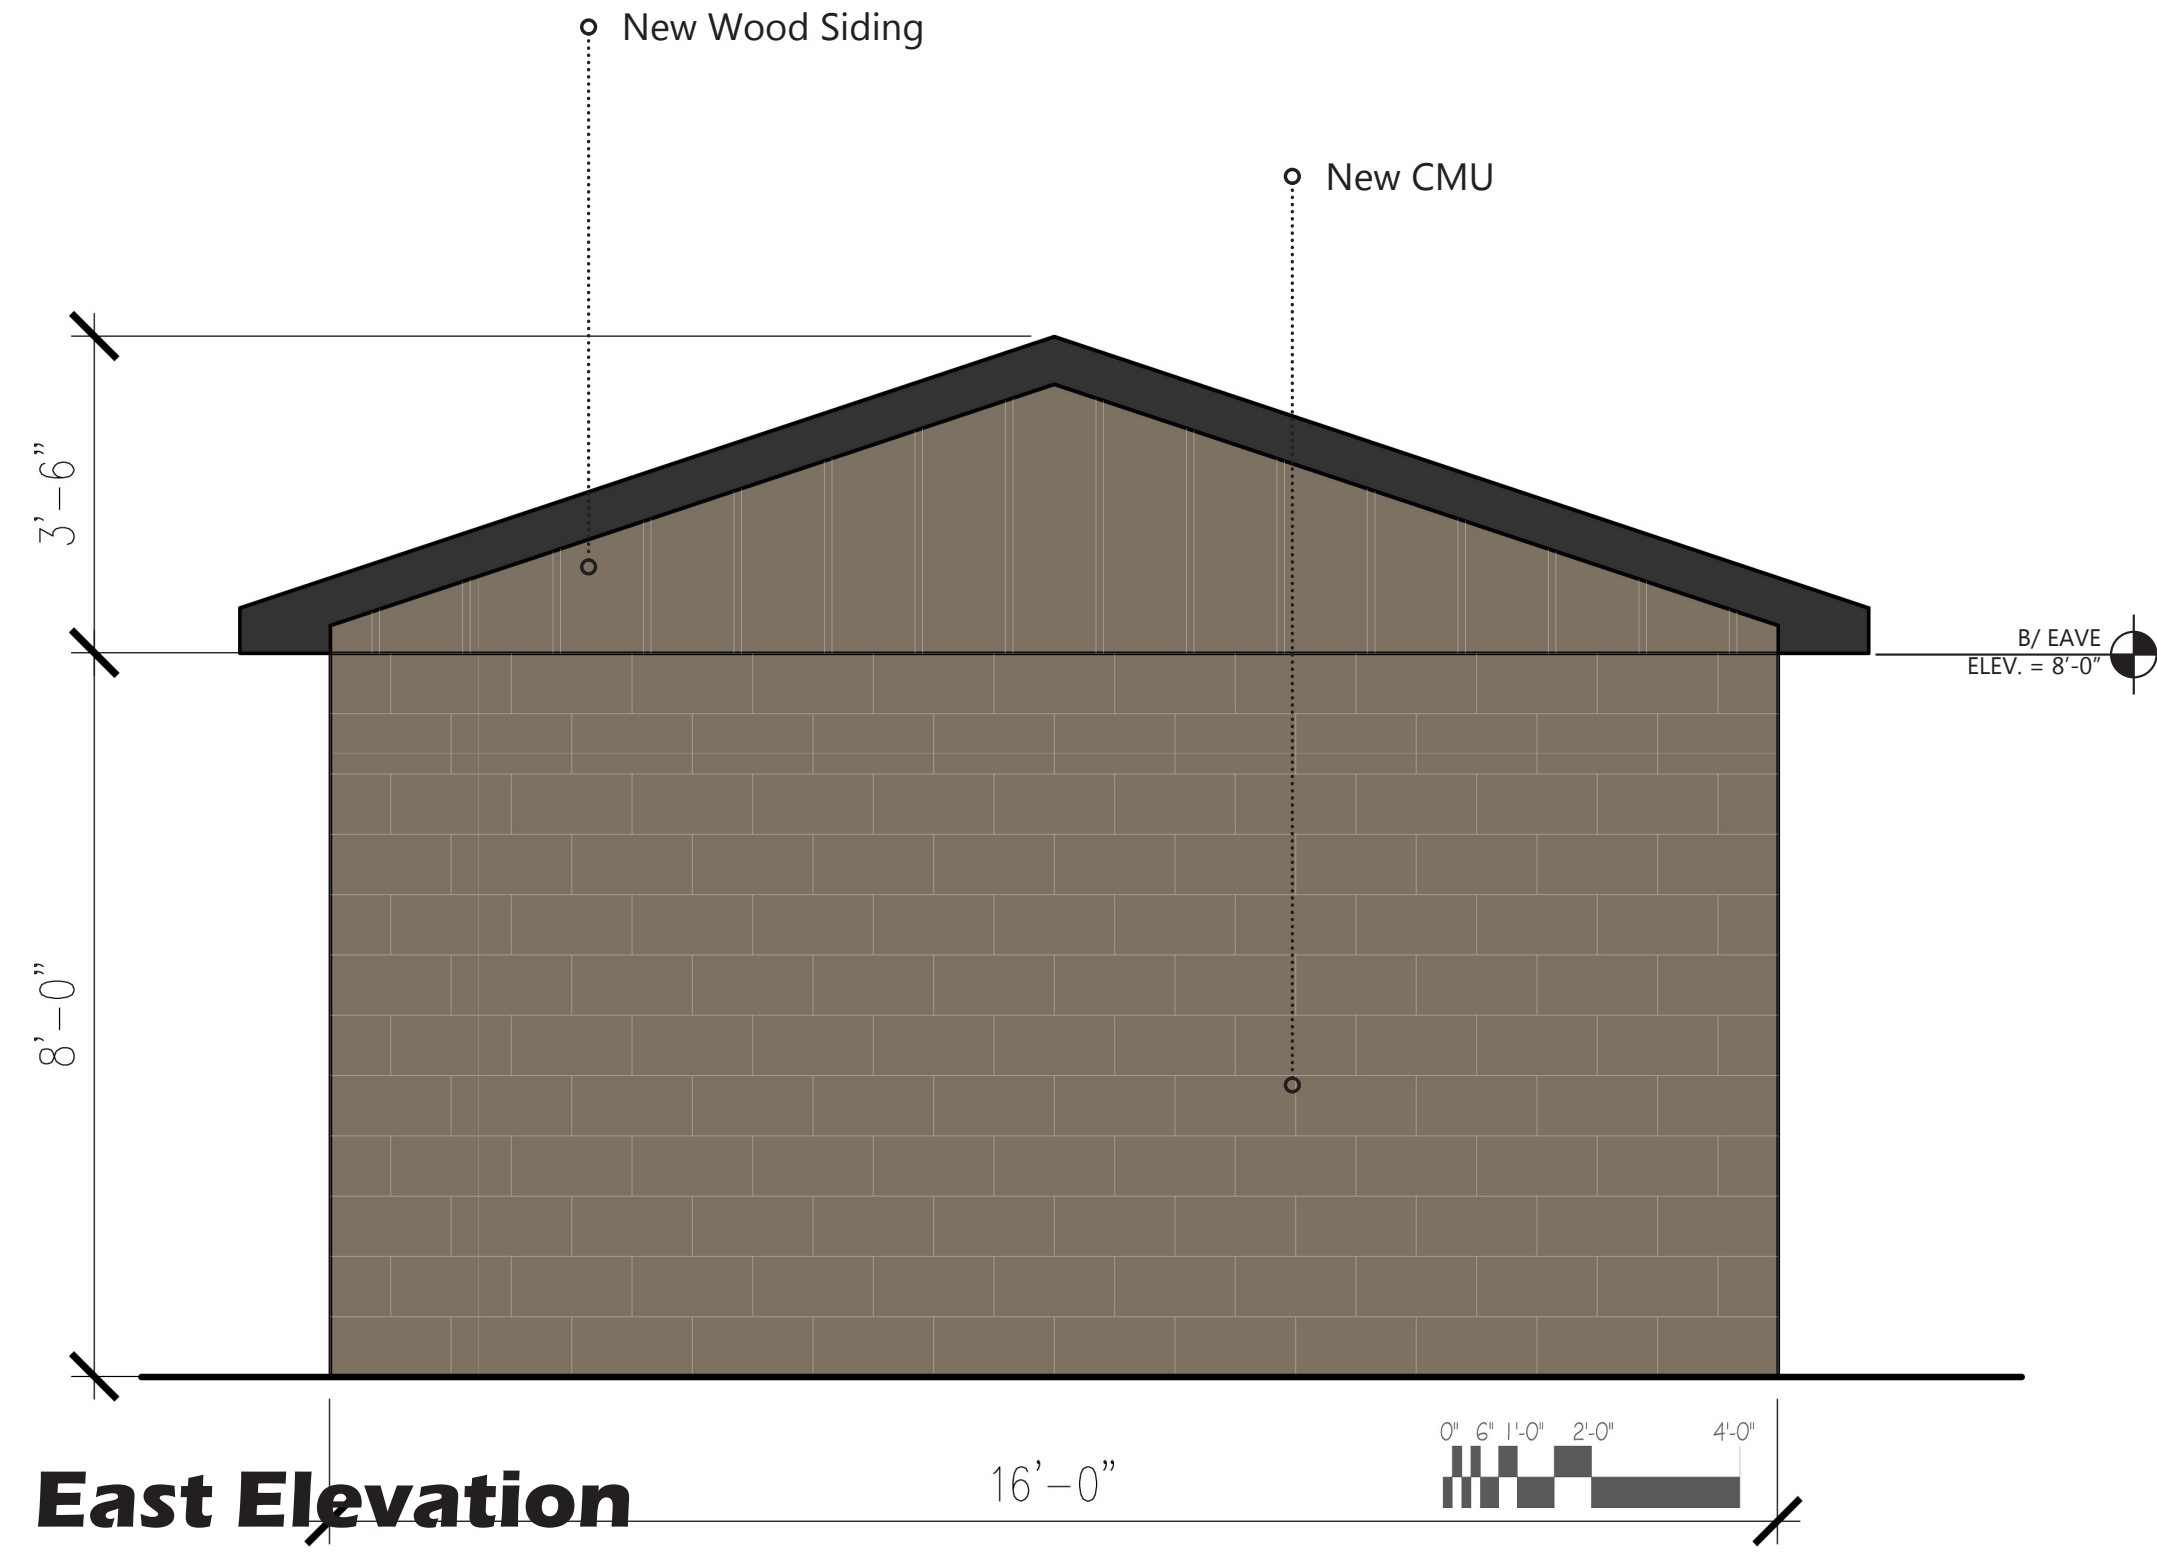 New Wood Siding
New CMU
3'-6"
B/ EAVE
ELEV. = 8'-0"
8'-0"
0" 6" 1'-0" 2'-0" 4'-0"
16'-0"
East Elevation